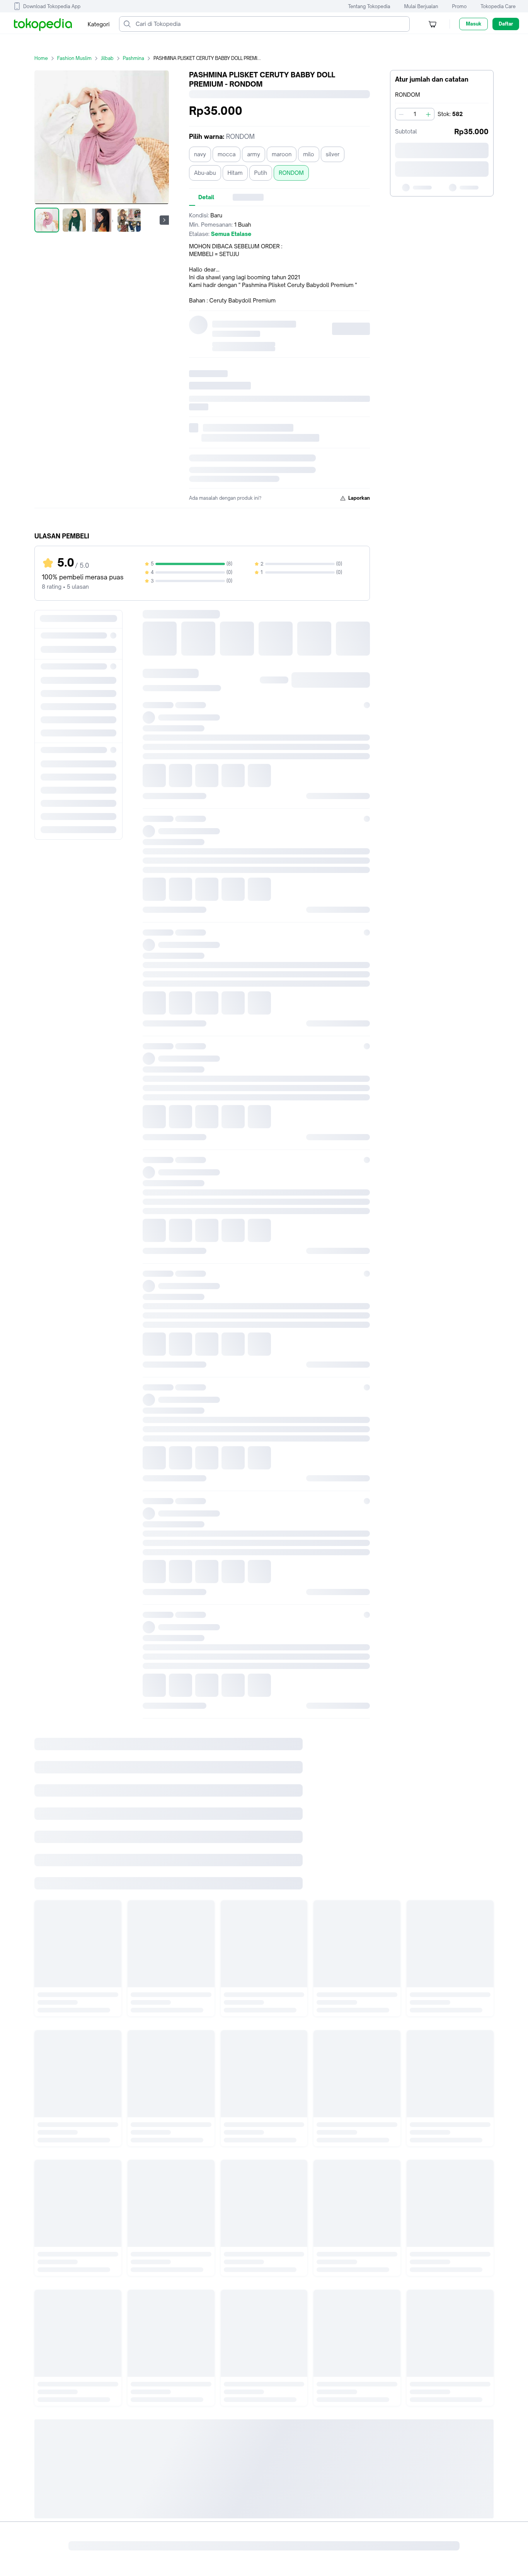 Download Tokopedia App
Tentang Tokopedia
Mulai Berjualan
Promo
Tokopedia Care
tokopedia
Kategori
Cari di Tokopedia
Masuk
Daftar
Home > Fashion Muslim > Jilbab > Pashmina > PASHMINA PLISKET CERUTY BABBY DOLL PREMI...
PASHMINA PLISKET CERUTY BABBY DOLL
PREMIUM - RONDOM
Rp35.000
Pilih warna: RONDOM
navy
mocca
army
maroon
milo
silver
Abu-abu
Hitam
Putih
RONDOM
Detail
Kondisi: Baru
Min. Pemesanan: 1 Buah
Etalase: Semua Etalase
MOHON DIBACA SEBELUM ORDER :
MEMBELI = SETUJU
Hallo dear...
Ini dia shawl yang lagi booming tahun 2021
Kami hadir dengan " Pashmina Plisket Ceruty Babydoll Premium "
Bahan : Ceruty Babydoll Premium
Ada masalah dengan produk ini?
Laporkan
Atur jumlah dan catatan
RONDOM
1
Stok: 582
Subtotal
Rp35.000
ULASAN PEMBELI
5.0 / 5.0
100% pembeli merasa puas
8 rating • 5 ulasan
5 (8)
4 (0)
3 (0)
2 (0)
1 (0)